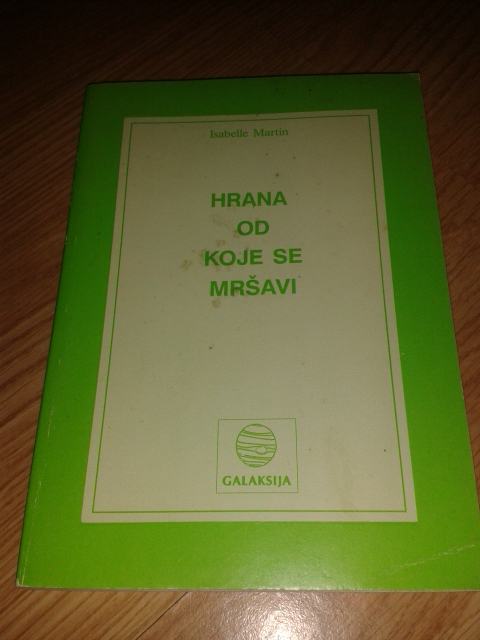 Isabelle Martin
HRANA
OD
KOJE SE
MRŠAVI
GALAKSIJA